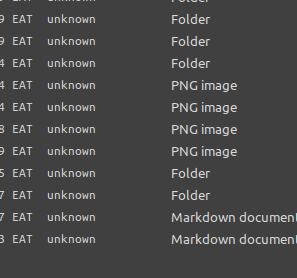 9 EAT unknown Folder
9 EAT unknown Folder
9 EAT unknown Folder
4 EAT unknown Folder
4 EAT unknown PNG image
4 EAT unknown PNG image
8 EAT unknown PNG image
9 EAT unknown PNG image
5 EAT unknown Folder
7 EAT unknown Folder
7 EAT unknown Markdown document
3 EAT unknown Markdown document